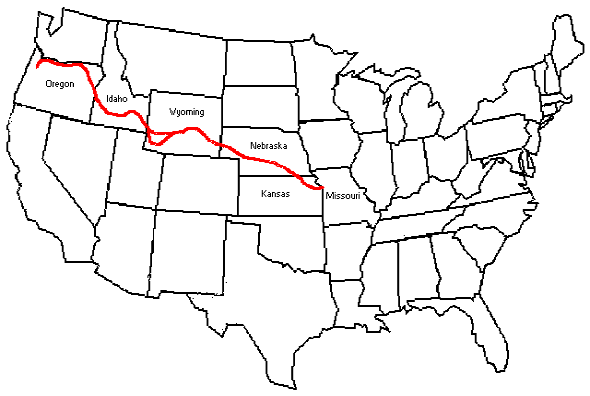 Oregon
Idaho
Wyoming
Nebraska
Kansas
Missouri